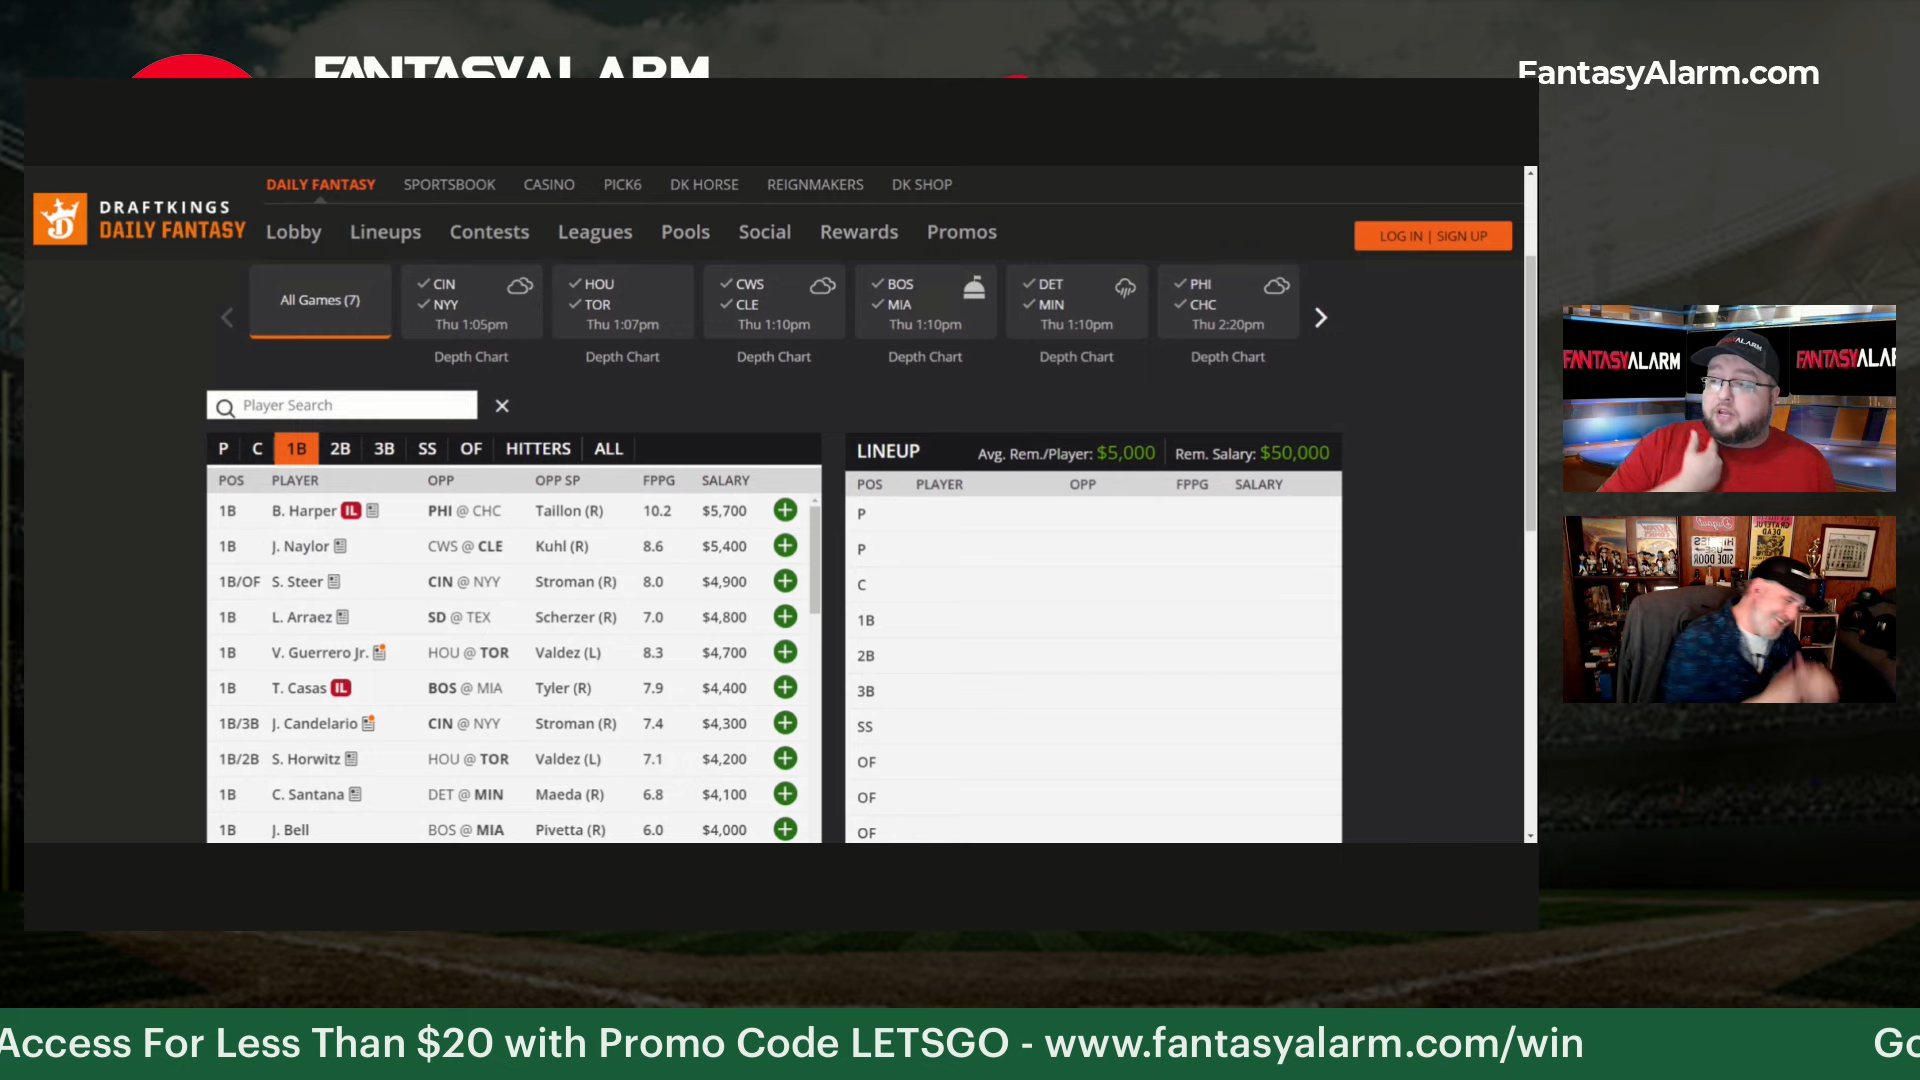 FANTASYALARM
FantasyAlarm.com
DAILY FANTASY SPORTSBOOK CASINO PICK6 DK HORSE REIGNMAKERS DK SHOP
DRAFTKINGS
DAILY FANTASY
Lobby Lineups Contests Leagues Pools Social Rewards Promos
LOG IN | SIGN UP
All Games (7)
CIN
NYY
Thu 1:05pm
Depth Chart
HOU
TOR
Thu 1:07pm
Depth Chart
CWS
CLE
Thu 1:10pm
Depth Chart
BOS
MIA
Thu 1:10pm
Depth Chart
DET
MIN
Thu 1:10pm
Depth Chart
PHI
CHC
Thu 2:20pm
Depth Chart
Player Search
P C 1B 2B 3B SS OF HITTERS ALL
POS PLAYER OPP OPP SP FPPG SALARY
1B B. Harper IL PHI @ CHC Taillon (R) 10.2 $5,700
1B J. Naylor CWS @ CLE Kuhl (R) 8.6 $5,400
1B/OF S. Steer CIN @ NYY Stroman (R) 8.0 $4,900
1B L. Arraez SD @ TEX Scherzer (R) 7.0 $4,800
1B V. Guerrero Jr. HOU @ TOR Valdez (L) 8.3 $4,700
1B T. Casas IL BOS @ MIA Tyler (R) 7.9 $4,400
1B/3B J. Candelario CIN @ NYY Stroman (R) 7.4 $4,300
1B/2B S. Horwitz HOU @ TOR Valdez (L) 7.1 $4,200
1B C. Santana DET @ MIN Maeda (R) 6.8 $4,100
1B J. Bell BOS @ MIA Pivetta (R) 6.0 $4,000
LINEUP Avg. Rem./Player: $5,000 Rem. Salary: $50,000
POS PLAYER OPP FPPG SALARY
P
P
C
1B
2B
3B
SS
OF
OF
OF
FANTASYALARM
FANTASYALAR
Access For Less Than $20 with Promo Code LETSGO - www.fantasyalarm.com/win
Go